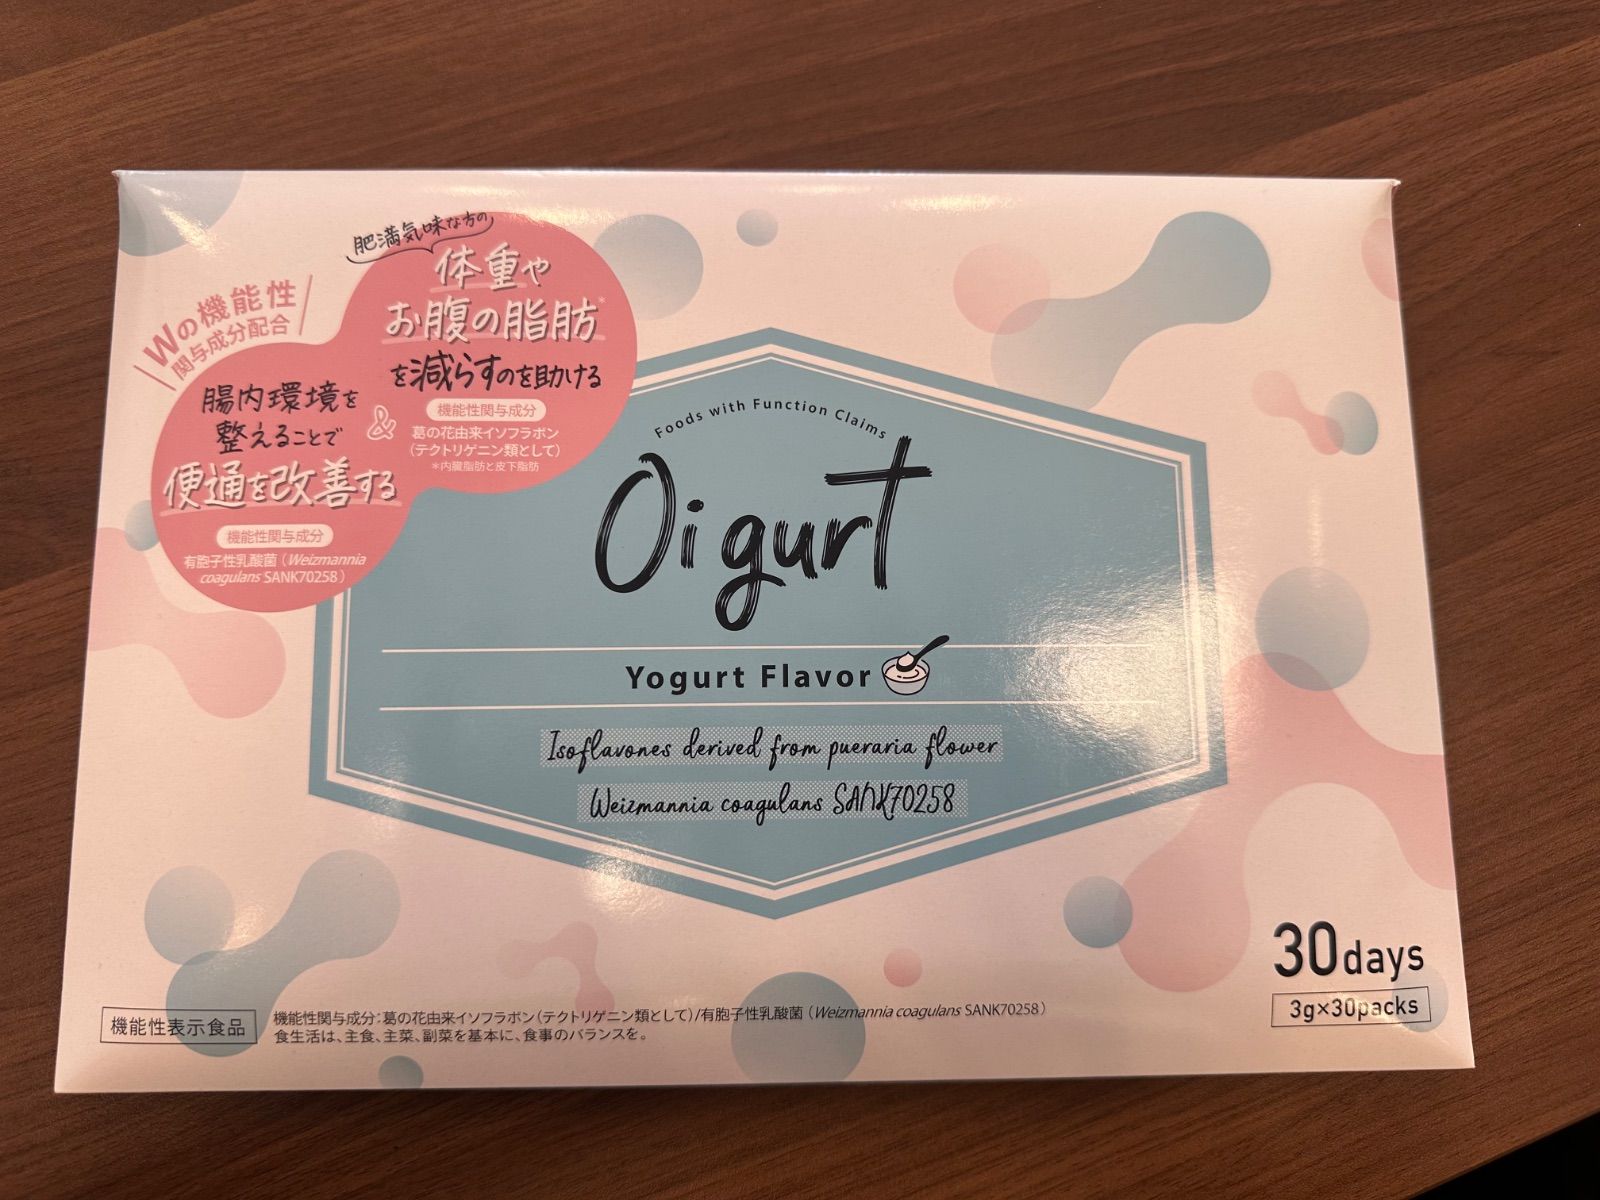 肥満気味な方の
体重や
お腹の脂肪*
を減らすのを助ける
機能性関与成分
葛の花由来イソフラボン
(テクトリゲニン類として)
*内臓脂肪と皮下脂肪
Wの機能性
関与成分配合
&
腸内環境を
整えることで
便通を改善する
機能性関与成分
有胞子性乳酸菌(Weizmannia
coagulans SANK70258)
Foods with Function Claims
Oigurt
Yogurt Flavor
Isoflavones derived from pueraria flower
Weizmannia coagulans SANK70258
30days
3g×30packs
機能性表示食品
機能性関与成分:葛の花由来イソフラボン(テクトリゲニン類として)/有胞子性乳酸菌(Weizmannia coagulans SANK70258)
食生活は、主食、主菜、副菜を基本に、食事のバランスを。